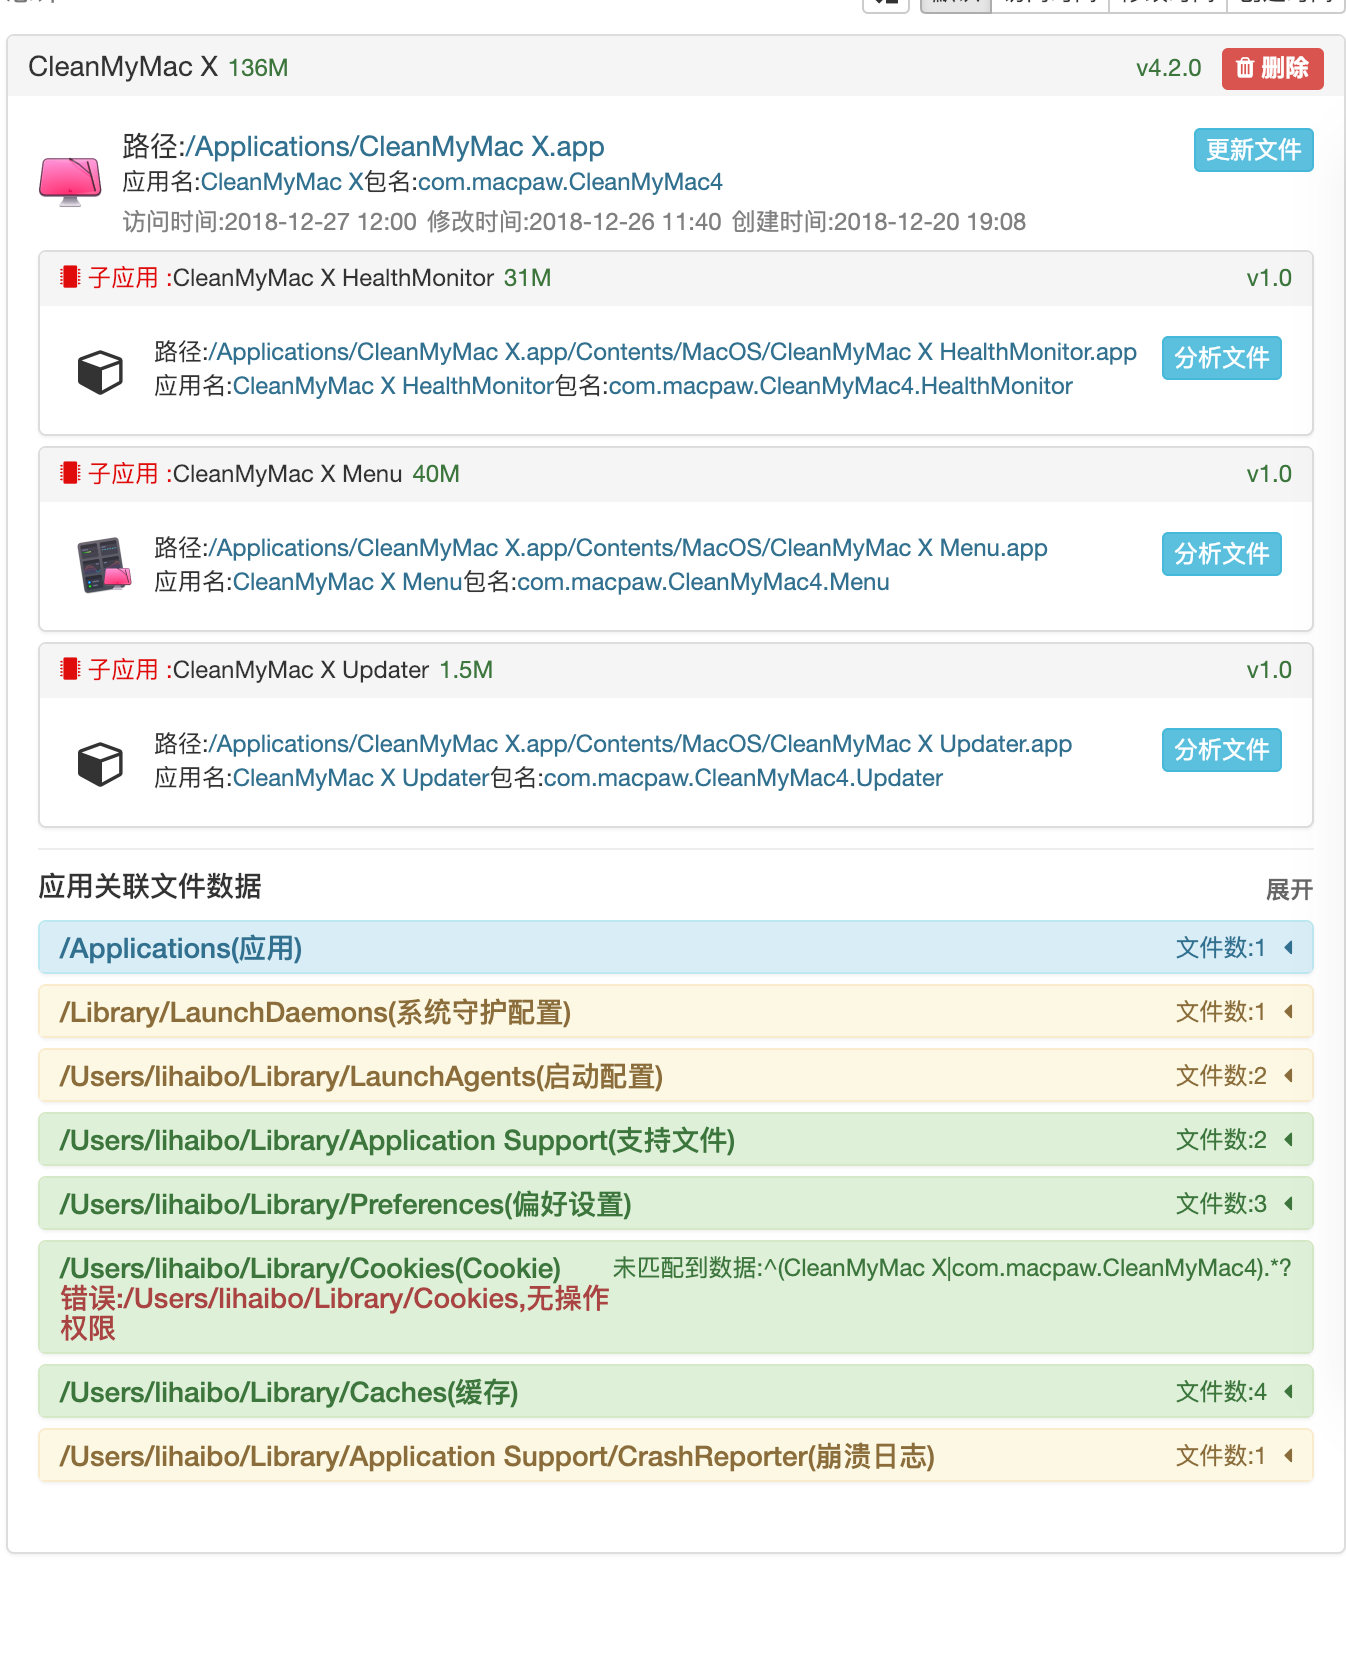 CleanMyMac X 136M v4.2.0 删除
路径:/Applications/CleanMyMac X.app 更新文件
应用名:CleanMyMac X包名:com.macpaw.CleanMyMac4
访问时间:2018-12-27 12:00 修改时间:2018-12-26 11:40 创建时间:2018-12-20 19:08
子应用 :CleanMyMac X HealthMonitor 31M v1.0
路径:/Applications/CleanMyMac X.app/Contents/MacOS/CleanMyMac X HealthMonitor.app 分析文件
应用名:CleanMyMac X HealthMonitor包名:com.macpaw.CleanMyMac4.HealthMonitor
子应用 :CleanMyMac X Menu 40M v1.0
路径:/Applications/CleanMyMac X.app/Contents/MacOS/CleanMyMac X Menu.app 分析文件
应用名:CleanMyMac X Menu包名:com.macpaw.CleanMyMac4.Menu
子应用 :CleanMyMac X Updater 1.5M v1.0
路径:/Applications/CleanMyMac X.app/Contents/MacOS/CleanMyMac X Updater.app 分析文件
应用名:CleanMyMac X Updater包名:com.macpaw.CleanMyMac4.Updater
应用关联文件数据 展开
/Applications(应用) 文件数:1
/Library/LaunchDaemons(系统守护配置) 文件数:1
/Users/lihaibo/Library/LaunchAgents(启动配置) 文件数:2
/Users/lihaibo/Library/Application Support(支持文件) 文件数:2
/Users/lihaibo/Library/Preferences(偏好设置) 文件数:3
/Users/lihaibo/Library/Cookies(Cookie) 未匹配到数据:^(CleanMyMac X|com.macpaw.CleanMyMac4).*?
错误:/Users/lihaibo/Library/Cookies,无操作
权限
/Users/lihaibo/Library/Caches(缓存) 文件数:4
/Users/lihaibo/Library/Application Support/CrashReporter(崩溃日志) 文件数:1